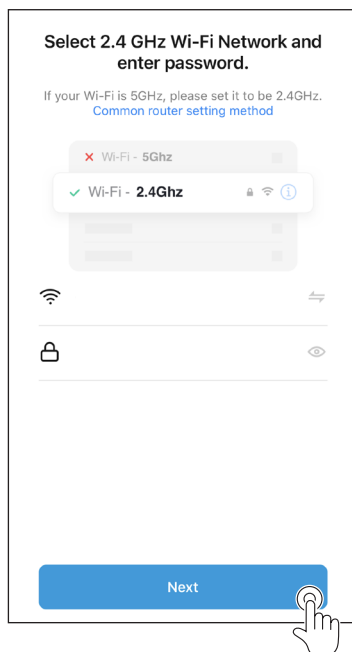 Select 2.4 GHz Wi-Fi Network and
enter password.
If your Wi-Fi is 5GHz, please set it to be 2.4GHz.
Common router setting method
Wi-Fi - 5Ghz
Wi-Fi - 2.4Ghz
Next